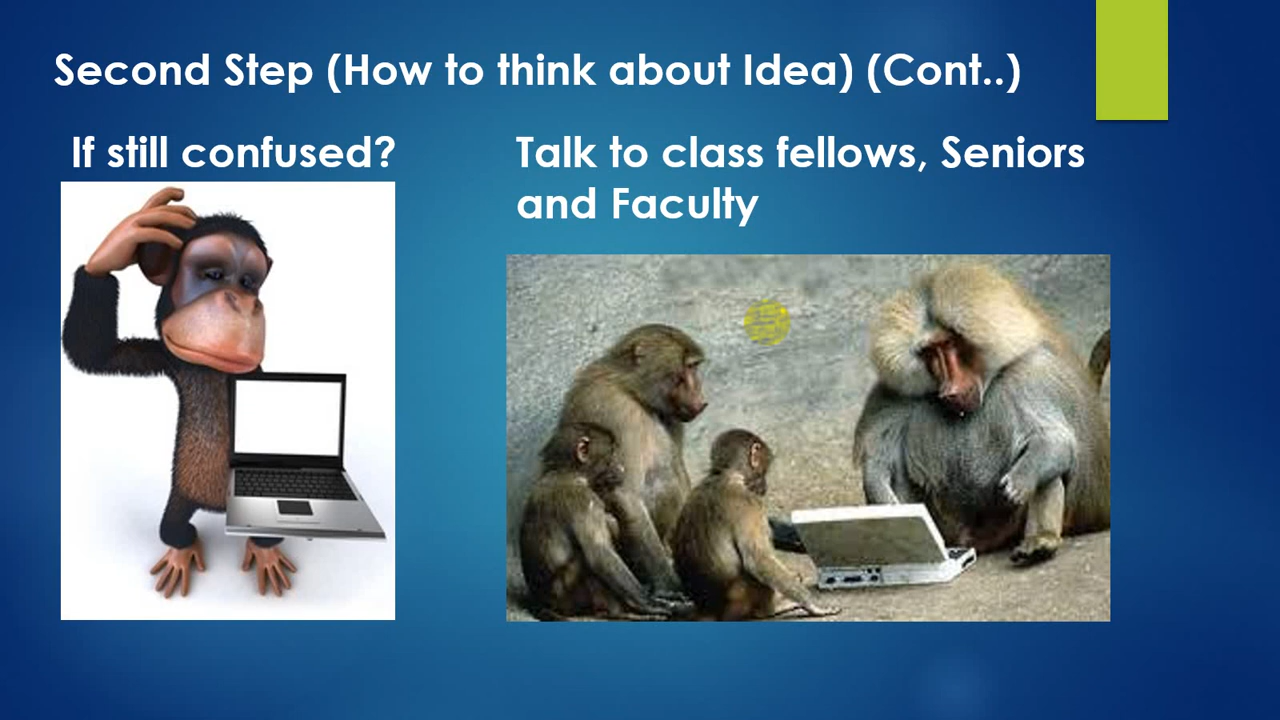 Second Step (How to think about Idea) (Cont..)
If still confused?
Talk to class fellows, Seniors
and Faculty